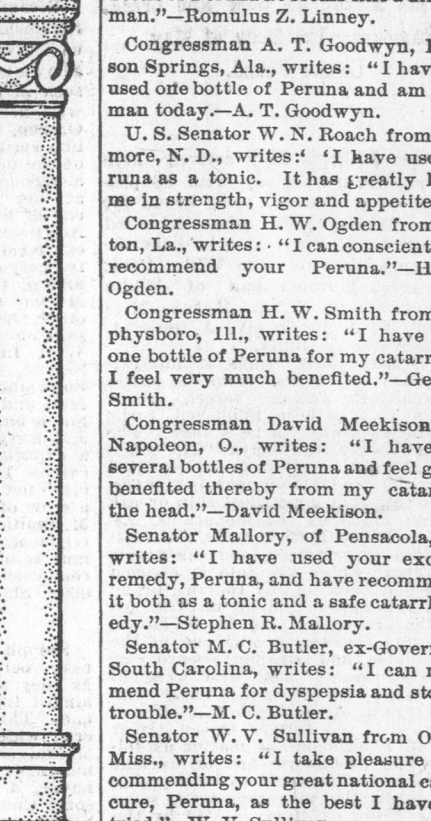 man."—Romulus Z. Linney.
Congressman A. T. Goodwyn,
son Springs, Ala., writes: "I hav
used one bottle of Peruna and am
man today.—A. T. Goodwyn.
U. S. Senator W. N. Roach from
more, N. D., writes:' 'I have use
runa as a tonic. It has greatly
me in strength, vigor and appetite
Congressman H. W. Ogden from
ton, La., writes: "I can conscient
recommend your Peruna."—H
Ogden.
Congressman H. W. Smith from
physboro, Ill., writes: "I have
one bottle of Peruna for my catarr
I feel very much benefited."—Ge
Smith.
Congressman David Meekison
Napoleon, O., writes: "I have
several bottles of Peruna and feel g
benefited thereby from my catar
the head."—David Meekison.
Senator Mallory, of Pensacola,
writes: "I have used your exc
remedy, Peruna, and have recomm
it both as a tonic and a safe catarrh
edy."—Stephen R. Mallory.
Senator M. C. Butler, ex-Govern
South Carolina, writes: "I can r
mend Peruna for dyspepsia and sto
trouble."—M. C. Butler.
Senator W. V. Sullivan from O
Miss., writes: "I take pleasure
commending your great national c
cure, Peruna, as the best I have